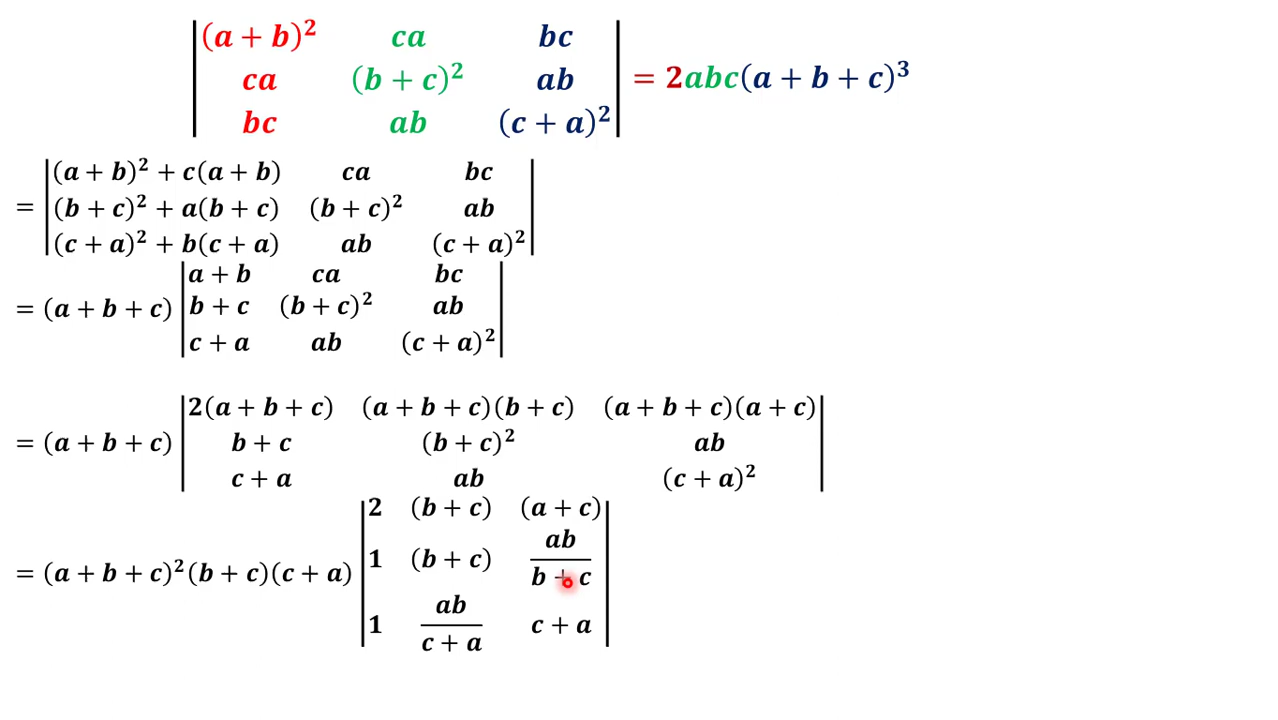 | (a + b)² ca bc |
| ca (b + c)² ab | = 2abc(a + b + c)³
| bc ab (c + a)² |
| (a + b)² + c(a + b) ca bc |
= | (b + c)² + a(b + c) (b + c)² ab |
| (c + a)² + b(c + a) ab (c + a)² |
| a + b ca bc |
= (a + b + c) | b + c (b + c)² ab |
| c + a ab (c + a)² |
| 2(a + b + c) (a + b + c)(b + c) (a + b + c)(a + c) |
= (a + b + c) | b + c (b + c)² ab |
| c + a ab (c + a)² |
| 2 (b + c) (a + c) |
= (a + b + c)²(b + c)(c + a) | 1 (b + c) ab/(b + c) |
| 1 ab/(c + a) c + a |